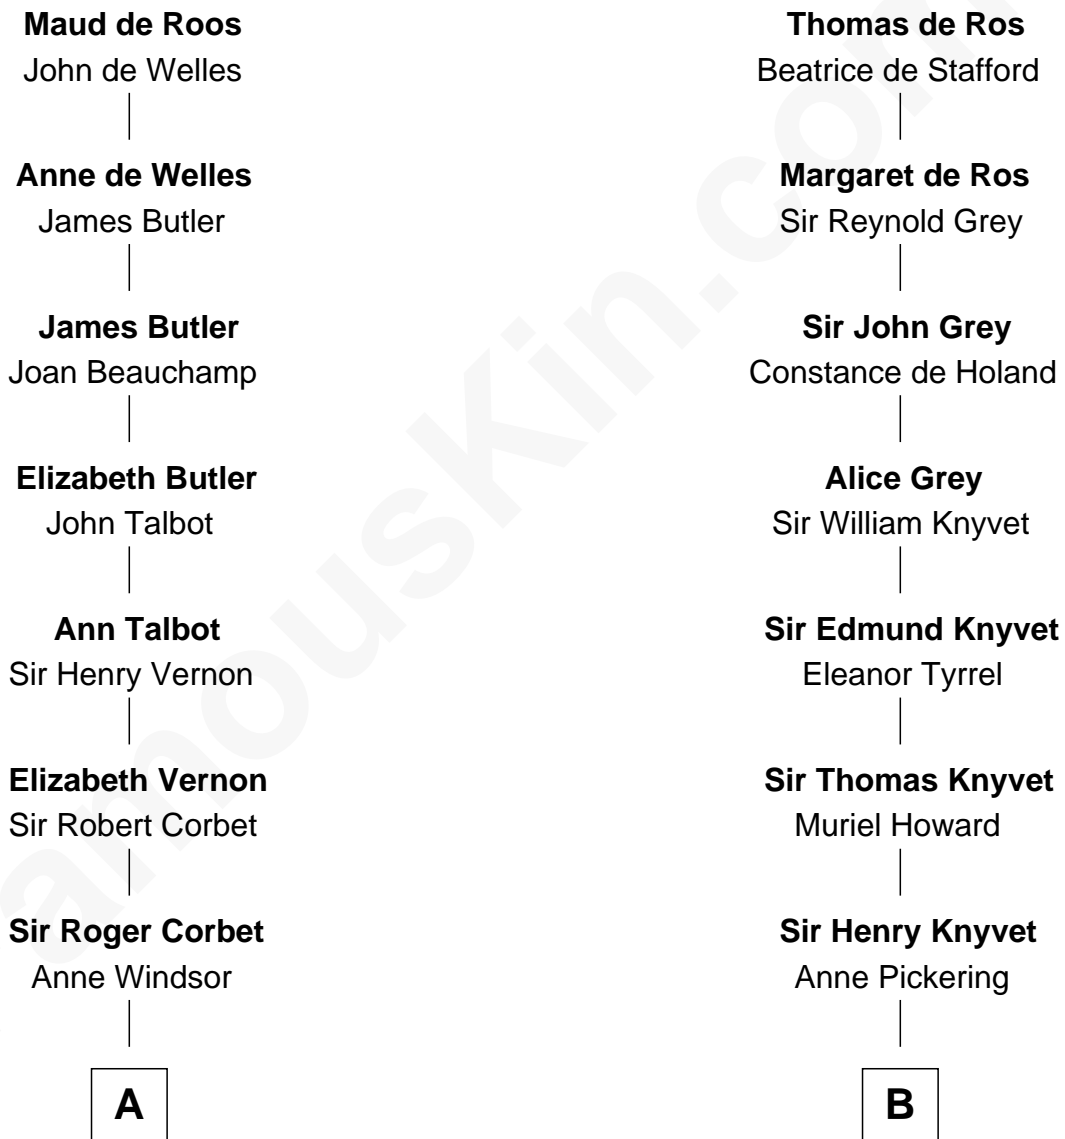 Maud de Roos
John de Welles
Anne de Welles
James Butler
James Butler
Joan Beauchamp
Elizabeth Butler
John Talbot
Ann Talbot
Sir Henry Vernon
Elizabeth Vernon
Sir Robert Corbet
Sir Roger Corbet
Anne Windsor
A
Thomas de Ros
Beatrice de Stafford
Margaret de Ros
Sir Reynold Grey
Sir John Grey
Constance de Holand
Alice Grey
Sir William Knyvet
Sir Edmund Knyvet
Eleanor Tyrrel
Sir Thomas Knyvet
Muriel Howard
Sir Henry Knyvet
Anne Pickering
B
amouskin.com